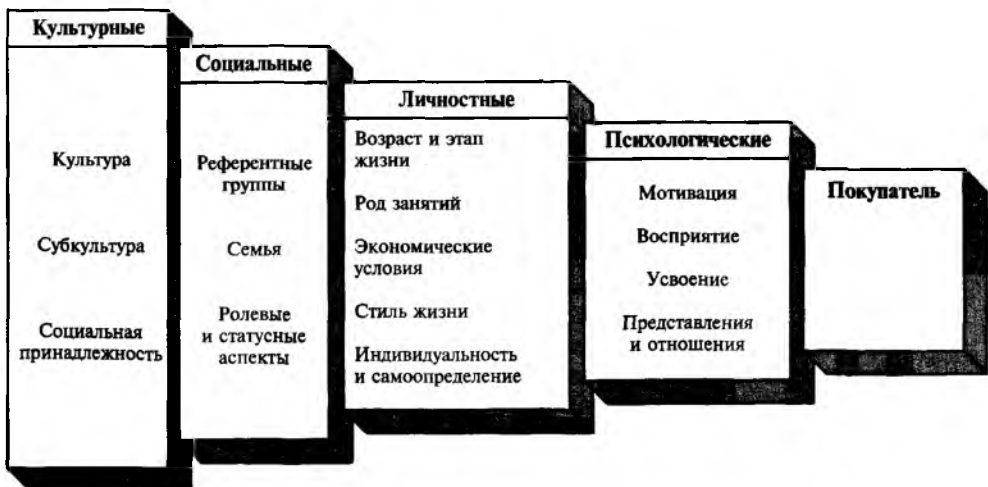 Культурные
Культура
Субкультура
Социальная
принадлежность
Социальные
Референтные
группы
Семья
Ролевые
и статусные
аспекты
Личностные
Возраст и этап
жизни
Род занятий
Экономические
условия
Стиль жизни
Индивидуальность
и самоопределение
Психологические
Мотивация
Восприятие
Усвоение
Представления
и отношения
Покупатель